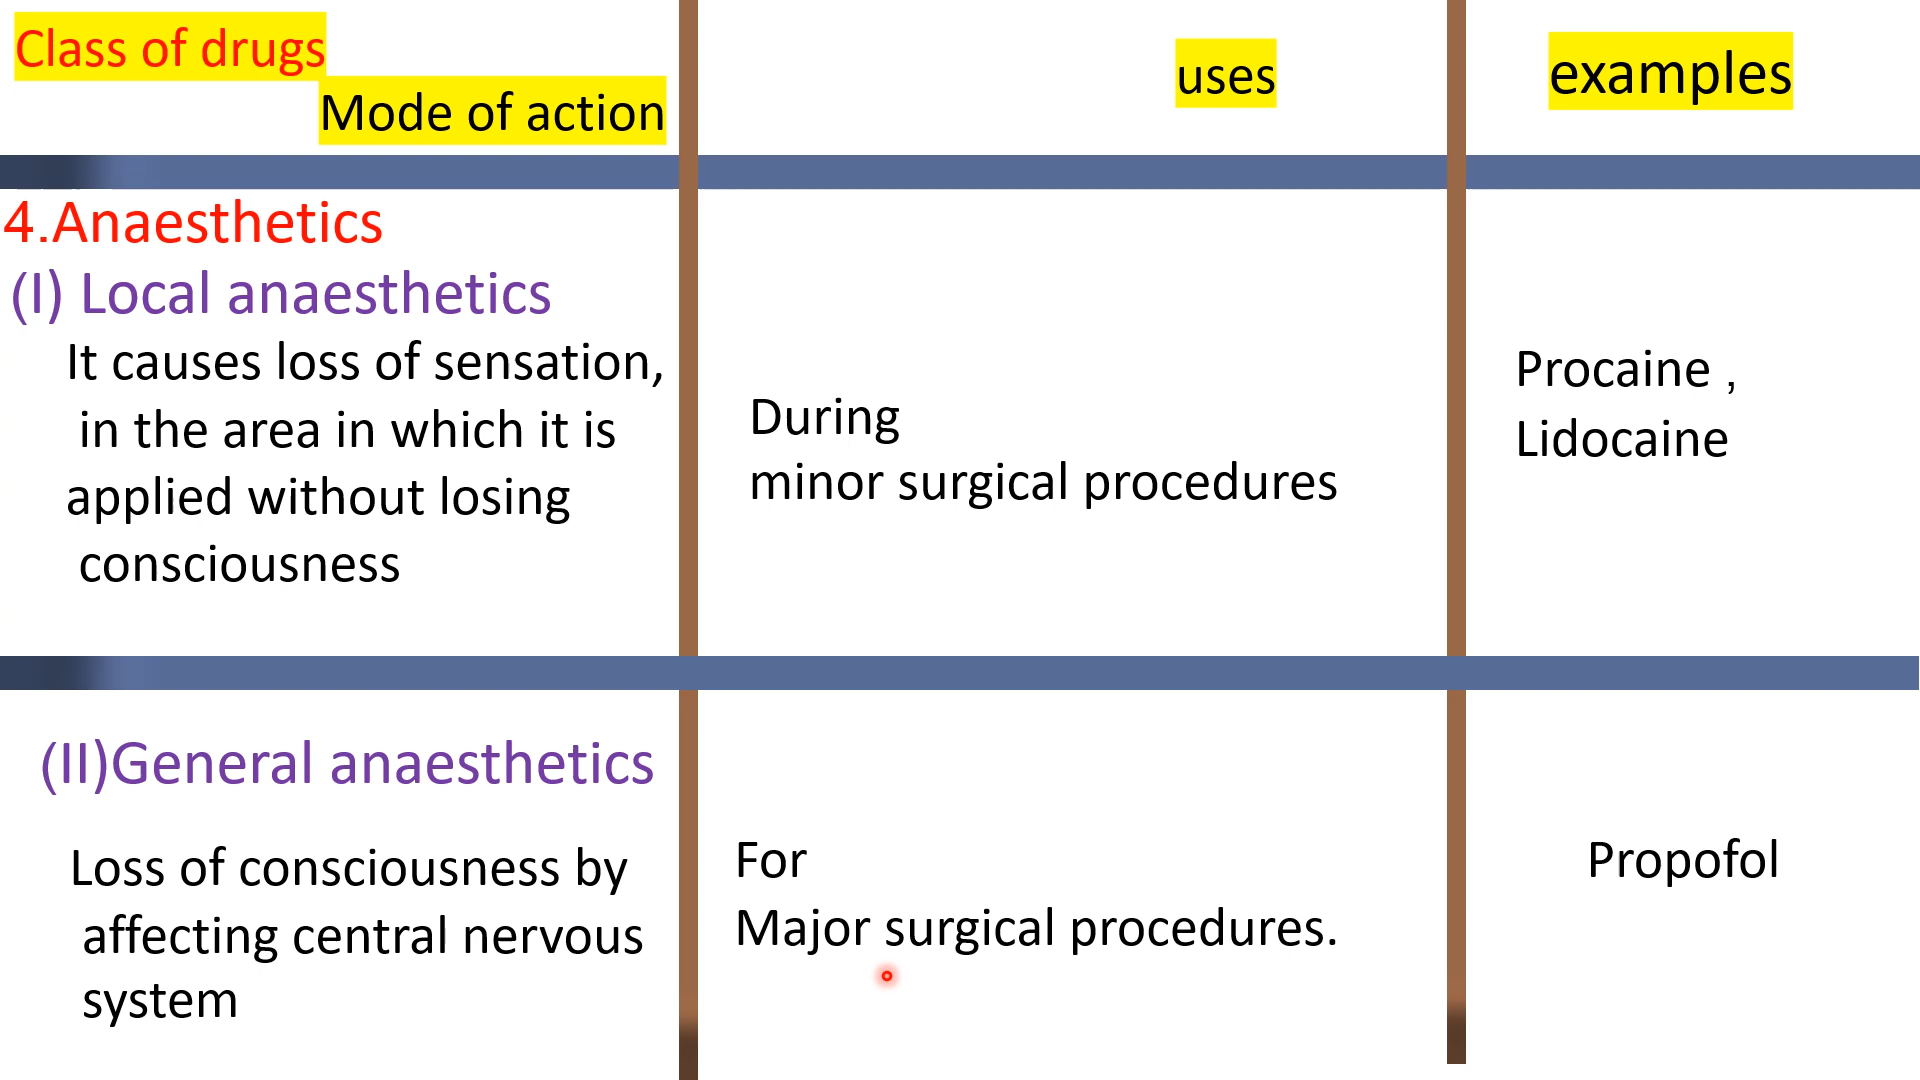 Class of drugs
Mode of action
uses
examples
4.Anaesthetics
(I) Local anaesthetics
It causes loss of sensation,
in the area in which it is
applied without losing
consciousness
During
minor surgical procedures
Procaine ,
Lidocaine
(II)General anaesthetics
Loss of consciousness by
affecting central nervous
system
For
Major surgical procedures.
Propofol